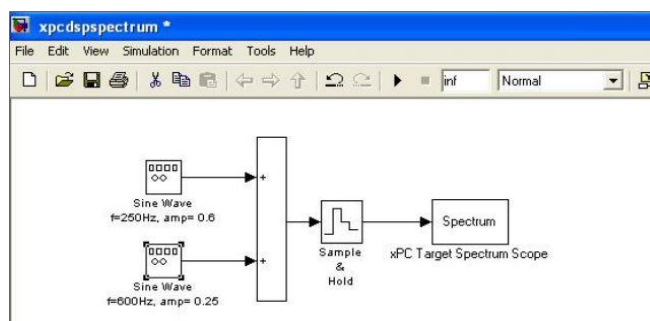 xpcdspspectrum *
File Edit View Simulation Format Tools Help
inf Normal
+
Sine Wave
f=250Hz, amp= 0.6
+
Sine Wave
f=600Hz, amp= 0.25
Sample
&
Hold
Spectrum
xPC Target Spectrum Scope